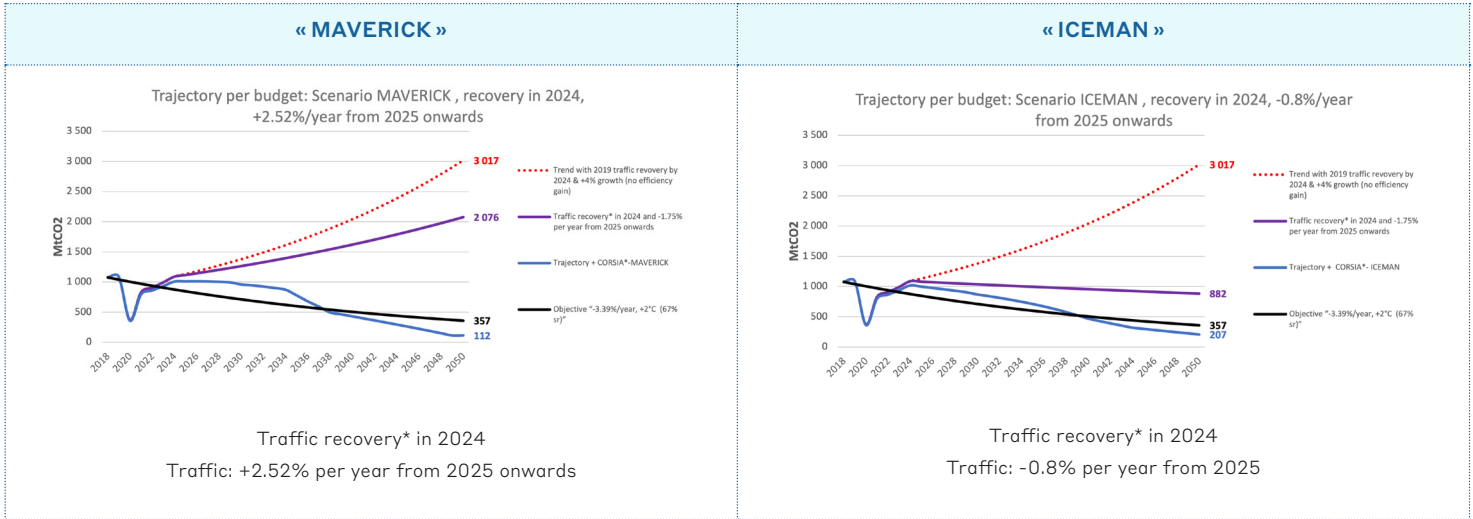 « MAVERICK »
Trajectory per budget: Scenario MAVERICK , recovery in 2024,
+2.52%/year from 2025 onwards
3 500
3 000
2 500
2 000
1 500
1 000
500
0
MtCO2
2018
2020
2022
2024
2026
2028
2030
2032
2034
2036
2038
2040
2042
2044
2046
2048
2050
3 017
2 076
357
112
Trend with 2019 traffic revovery by
2024 & +4% growth (no efficiency
gain)
Traffic recovery* in 2024 and -1.75%
per year from 2025 onwards
Trajectory + CORSIA*-MAVERICK
Objective "-3.39%/year, +2°C (67%
sr)"
Traffic recovery* in 2024
Traffic: +2.52% per year from 2025 onwards
« ICEMAN »
Trajectory per budget: Scenario ICEMAN , recovery in 2024, -0.8%/year
from 2025 onwards
3 500
3 000
2 500
2 000
1 500
1 000
500
0
MtCO2
2018
2020
2022
2024
2026
2028
2030
2032
2034
2036
2038
2040
2042
2044
2046
2048
2050
3 017
882
357
207
Trend with 2019 traffic revovery by
2024 & +4% growth (no efficiency
gain)
Traffic recovery* in 2024 and -1.75%
per year from 2025 onwards
Trajectory + CORSIA*- ICEMAN
Objective "-3.39%/year, +2°C (67%
sr)"
Traffic recovery* in 2024
Traffic: -0.8% per year from 2025